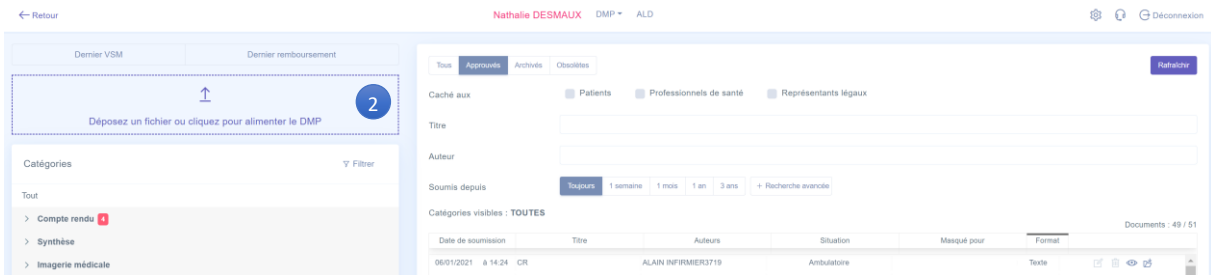 Retour Nathalie DESMAUX DMP ALD Déconnexion
Dernier VSM Dernier remboursement
Déposez un fichier ou cliquez pour alimenter le DMP
2
Catégories Filtrer
Tout
Compte rendu 4
Synthèse
Imagerie médicale
Tous Approuvés Archivés Obsolètes Rafraîchir
Caché aux Patients Professionnels de santé Représentants légaux
Titre
Auteur
Soumis depuis Toujours 1 semaine 1 mois 1 an 3 ans + Recherche avancée
Catégories visibles : TOUTES
Documents : 49 / 51
Date de soumission Titre Auteurs Situation Masqué pour Format
06/01/2021 à 14:24 CR ALAIN INFIRMIER3719 Ambulatoire Texte